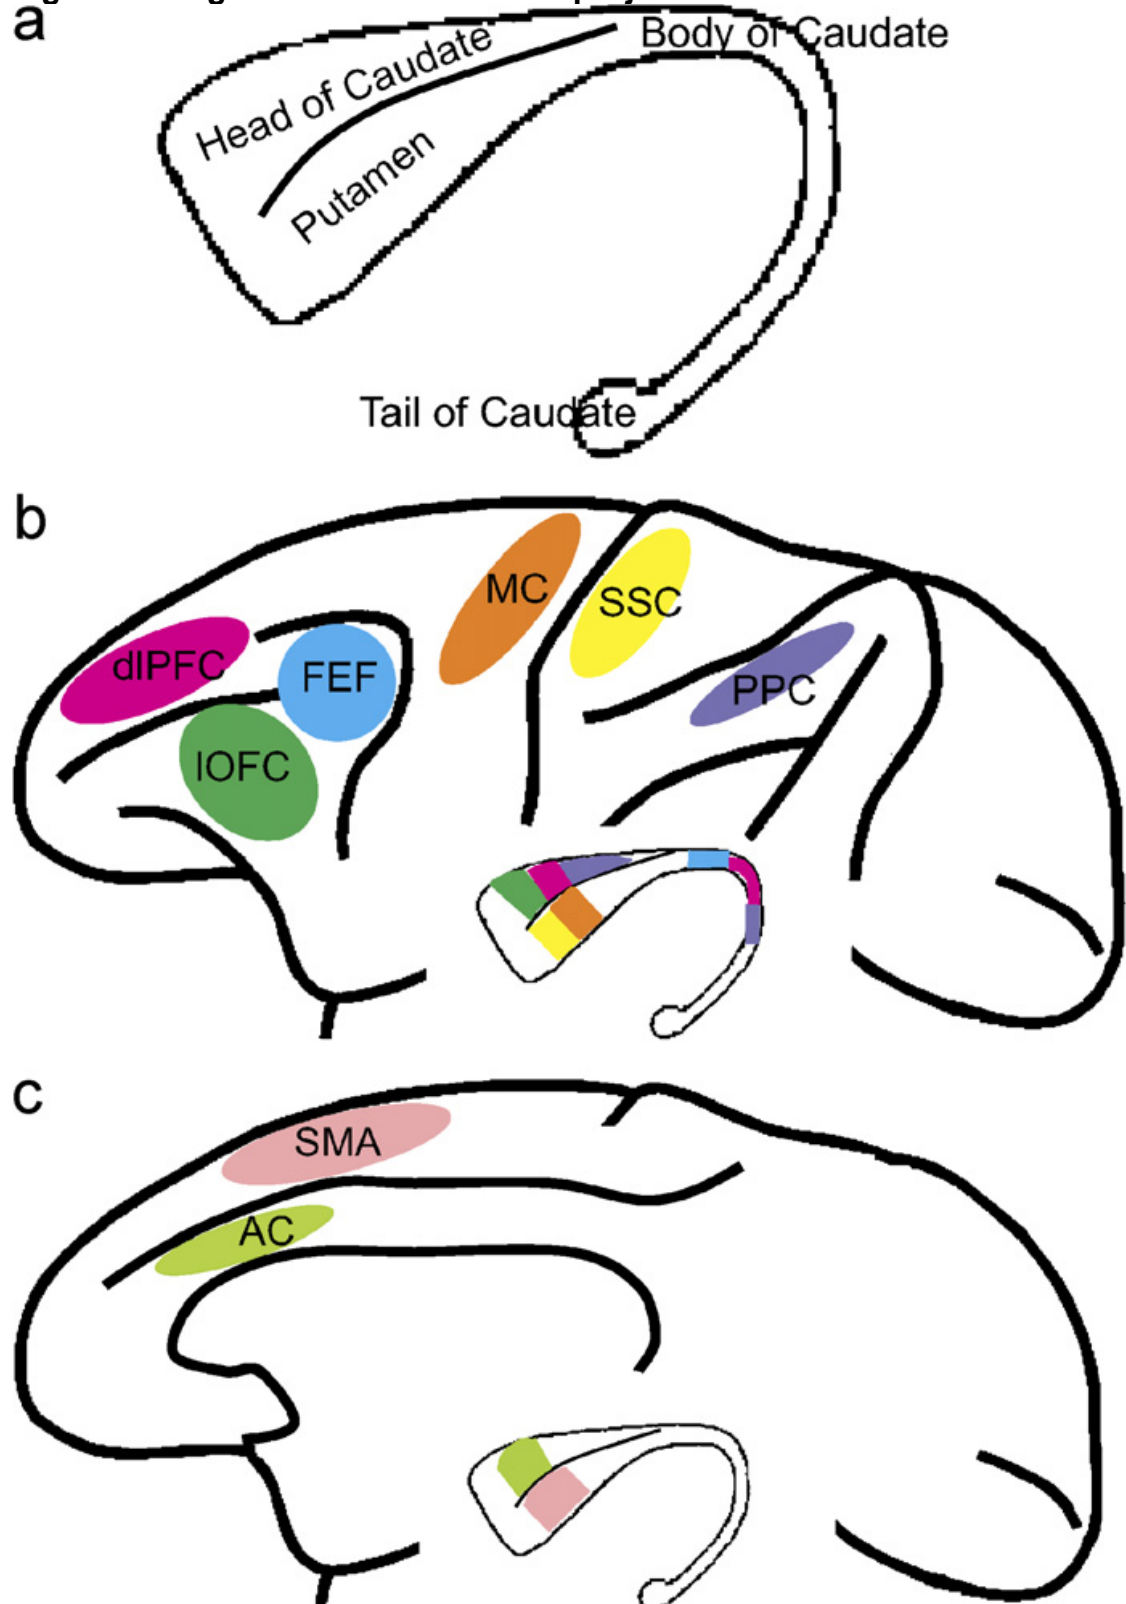 a
Head of Caudate
Body of Caudate
Putamen
Tail of Caudate
b
MC
SSC
dlPFC
FEF
PPC
lOFC
c
SMA
AC